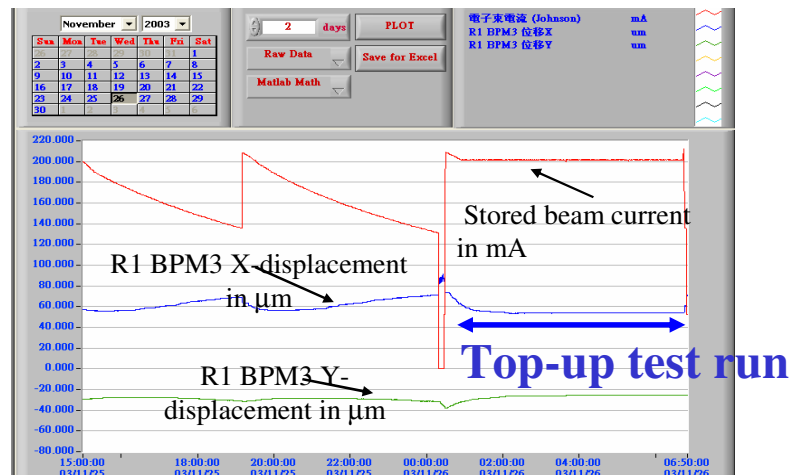 November 2003
Sun Mon Tue Wed Thu Fri Sat
26 27 28 29 30 31 1
2 3 4 5 6 7 8
9 10 11 12 13 14 15
16 17 18 19 20 21 22
23 24 25 26 27 28 29
30 1 2 3 4 5 6
2 days PLOT
Raw Data Save for Excel
Matlab Math
電子束電流 (Johnson) mA
R1 BPM3 位移X um
R1 BPM3 位移Y um
220.000
200.000
180.000
160.000
140.000
120.000
100.000
80.000
60.000
40.000
20.000
0.000
-20.000
-40.000
-60.000
-80.000
Stored beam current
in mA
R1 BPM3 X-displacement
in µm
Top-up test run
R1 BPM3 Y-
displacement in µm
15:00:00 18:00:00 20:00:00 22:00:00 00:00:00 02:00:00 04:00:00 06:50:00
03/11/25 03/11/25 03/11/25 03/11/25 03/11/26 03/11/26 03/11/26 03/11/26